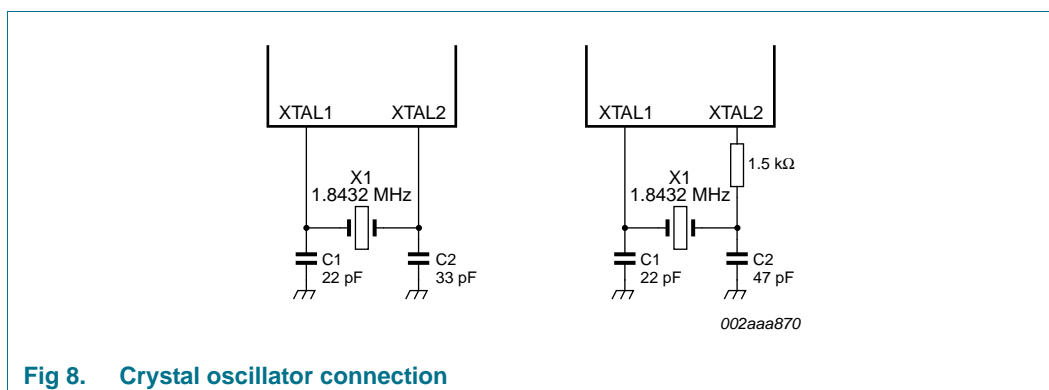 XTAL1 XTAL2
X1
1.8432 MHz
C1
22 pF
C2
33 pF
XTAL1 XTAL2
1.5 kΩ
X1
1.8432 MHz
C1
22 pF
C2
47 pF
002aaa870
Fig 8. Crystal oscillator connection